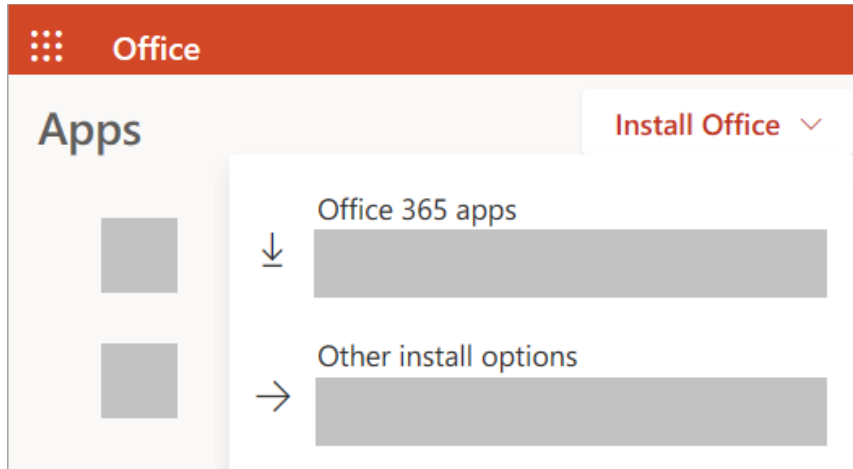 Office
Apps
Install Office
Office 365 apps
Other install options